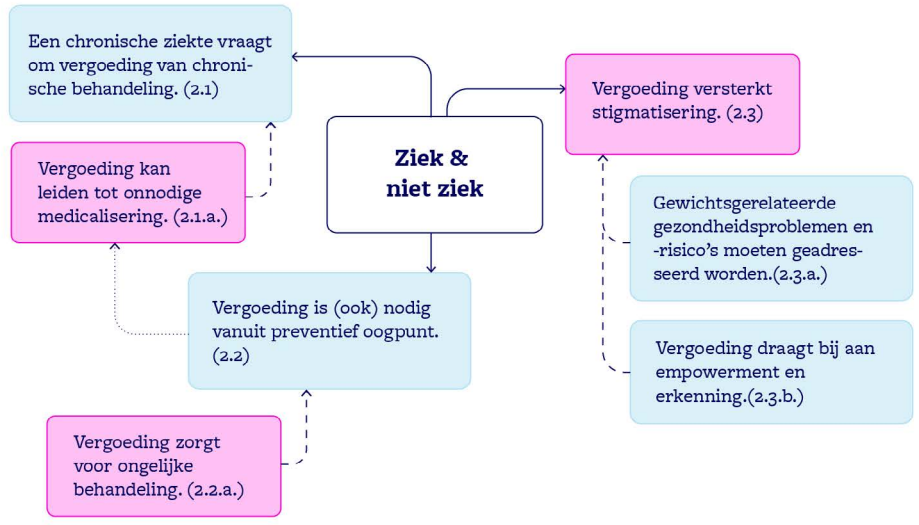 Een chronische ziekte vraagt
om vergoeding van chroni-
sche behandeling. (2.1)
Vergoeding versterkt
stigmatisering. (2.3)
Ziek &
niet ziek
Vergoeding kan
leiden tot onnodige
medicalisering. (2.1.a.)
Gewichtsgerelateerde
gezondheidsproblemen en
-risico's moeten geadres-
seerd worden.(2.3.a.)
Vergoeding is (ook) nodig
vanuit preventief oogpunt.
(2.2)
Vergoeding draagt bij aan
empowerment en
erkenning.(2.3.b.)
Vergoeding zorgt
voor ongelijke
behandeling. (2.2.a.)